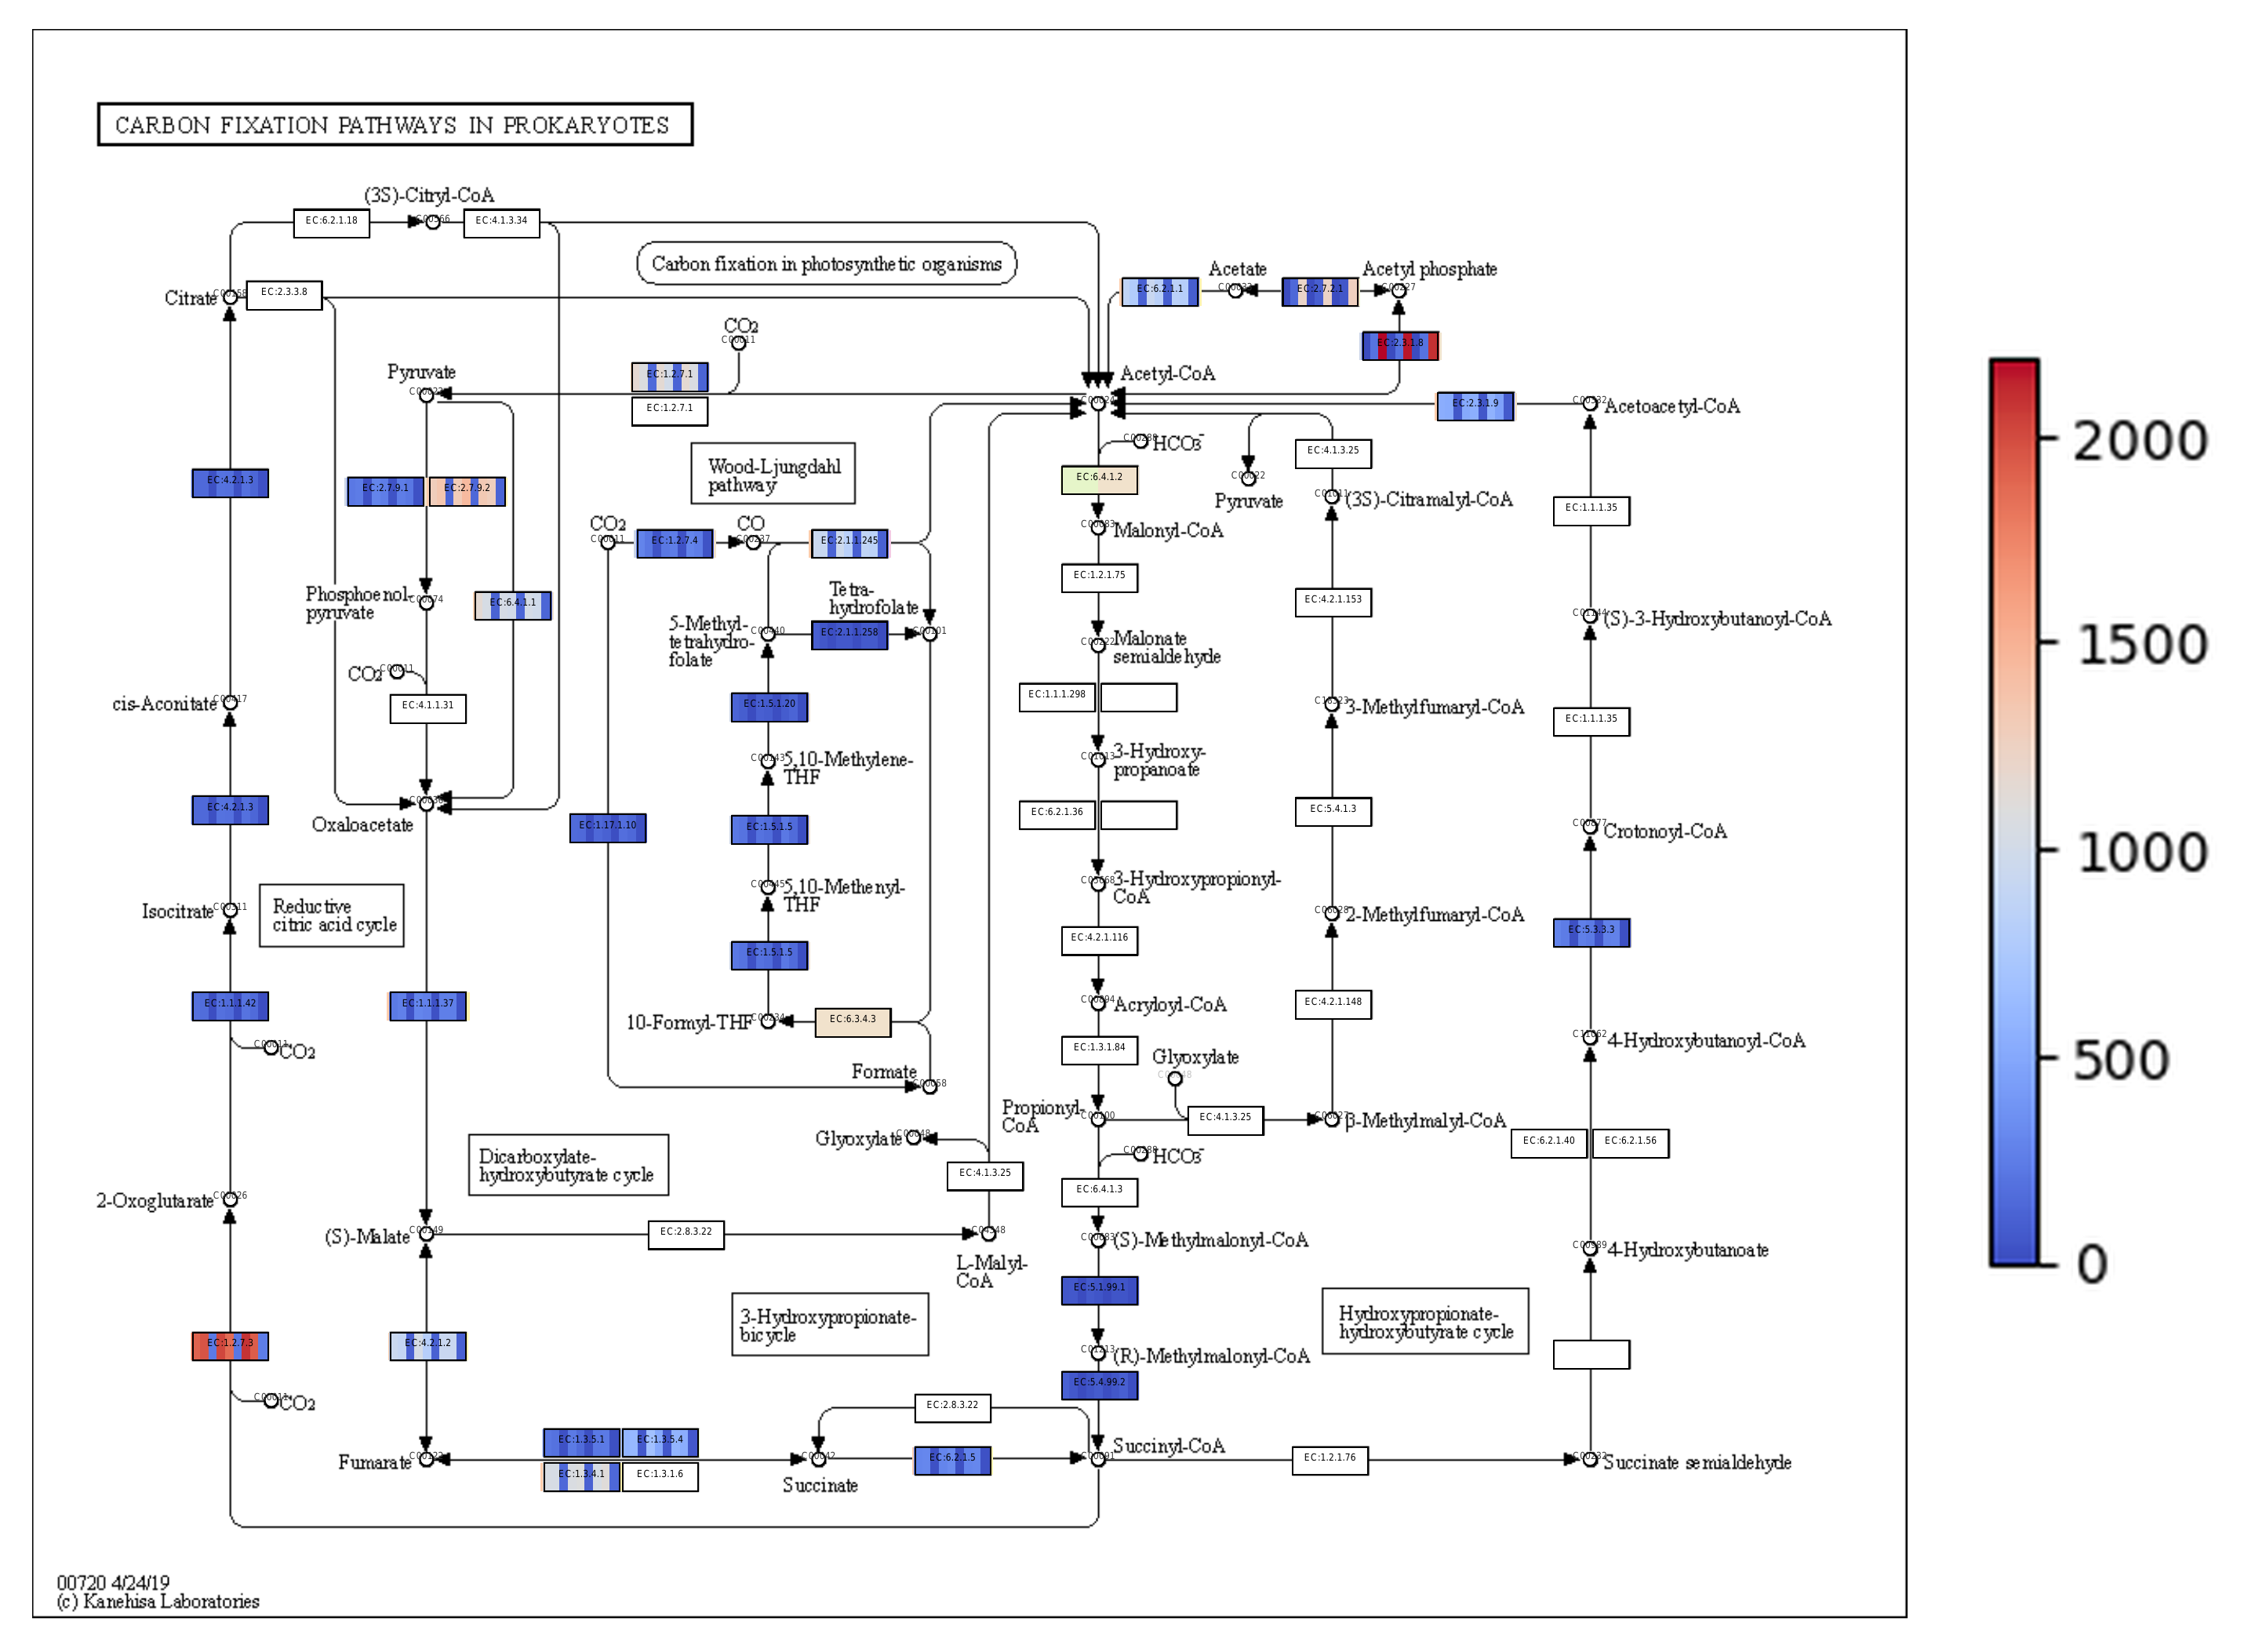 CARBON FIXATION PATHWAYS IN PROKARYOTES
(3S)-Citryl-CoA
EC:6.2.1.18
EC:4.1.3.34
Carbon fixation in photosynthetic organisms
Citrate
EC:2.3.3.8
Acetate
Acetyl phosphate
EC:6.2.1.1
EC:2.7.2.1
EC:2.3.1.8
CO2
C00011
Pyruvate
EC:1.2.7.1
EC:1.2.7.1
Acetyl-CoA
EC:2.3.1.9
Acetoacetyl-CoA
HCO3-
EC:4.1.3.25
Wood-Ljungdahl
pathway
EC:4.2.1.3
EC:2.7.9.1
EC:2.7.9.2
EC:6.4.1.2
C00022
Pyruvate
(3S)-Citramalyl-CoA
EC:1.1.1.35
CO2
C00011
EC:1.2.7.4
CO
C00237
EC:2.1.1.245
Malonyl-CoA
EC:1.2.1.75
Phosphoenol-
pyruvate
C00074
EC:6.4.1.1
5-Methyl-
tetrahydro-
folate
C00440
Tetra-
hydrofolate
EC:2.1.1.258
C00101
EC:4.2.1.153
(S)-3-Hydroxybutanoyl-CoA
Malonate
semialdehyde
CO2
C00011
EC:4.1.1.31
cis-Aconitate
C00417
EC:1.5.1.20
EC:1.1.1.298
3-Methylfumaryl-CoA
EC:1.1.1.35
5,10-Methylene-
THF
3-Hydroxy-
propanoate
EC:4.2.1.3
Oxaloacetate
EC:1.17.1.10
EC:1.5.1.5
EC:6.2.1.36
EC:5.4.1.3
Crotonoyl-CoA
Isocitrate
C00311
Reductive
citric acid cycle
5,10-Methenyl-
THF
3-Hydroxypropionyl-
CoA
2-Methylfumaryl-CoA
EC:5.3.3.3
EC:1.5.1.5
EC:4.2.1.116
EC:1.1.1.42
EC:1.1.1.37
10-Formyl-THF
C00234
EC:6.3.4.3
Acryloyl-CoA
EC:4.2.1.148
CO2
C00011
EC:1.3.1.84
4-Hydroxybutanoyl-CoA
Formate
C00058
Glyoxylate
C00048
Propionyl-
CoA
C00100
EC:4.1.3.25
β-Methylmalyl-CoA
Glyoxylate
C00048
Dicarboxylate-
hydroxybutyrate cycle
EC:4.1.3.25
HCO3-
EC:6.2.1.40
EC:6.2.1.56
2-Oxoglutarate
C00026
EC:6.4.1.3
(S)-Malate
C00149
EC:2.8.3.22
L-Malyl-
CoA
(S)-Methylmalonyl-CoA
4-Hydroxybutanoate
EC:5.1.99.1
3-Hydroxypropionate-
bicycle
Hydroxypropionate-
hydroxybutyrate cycle
EC:1.2.7.3
EC:4.2.1.2
(R)-Methylmalonyl-CoA
EC:5.4.99.2
CO2
C00011
EC:2.8.3.22
Fumarate
EC:1.3.5.1
EC:1.3.5.4
EC:1.3.4.1
EC:1.3.1.6
Succinate
C00042
EC:6.2.1.5
Succinyl-CoA
C00091
EC:1.2.1.76
Succinate semialdehyde
00720 4/24/19
(c) Kanehisa Laboratories
2000
1500
1000
500
0